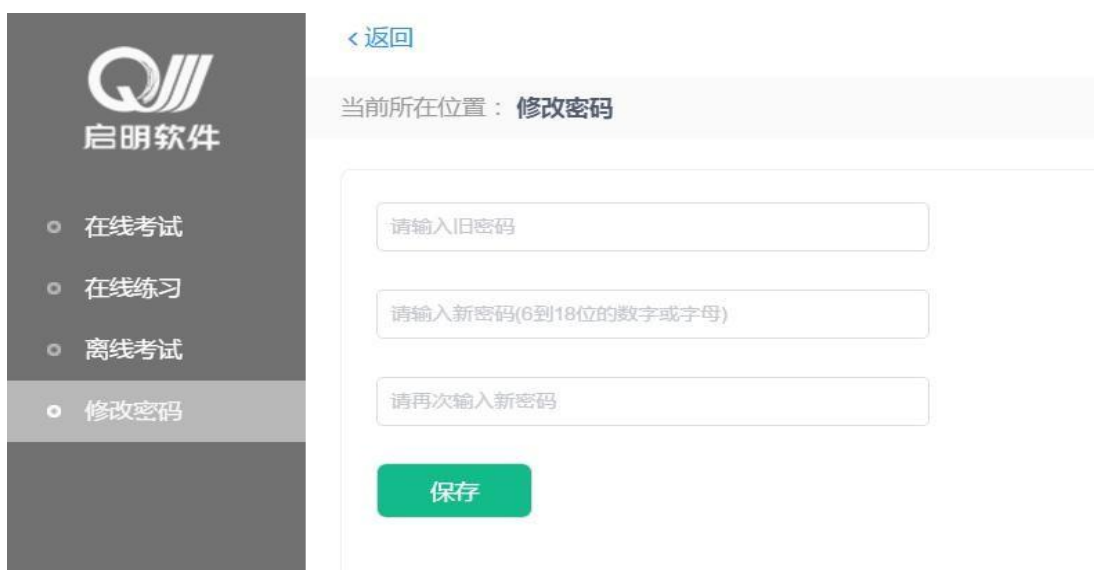 启明软件
在线考试
在线练习
离线考试
修改密码
<返回
当前所在位置： 修改密码
请输入旧密码
请输入新密码(6到18位的数字或字母)
请再次输入新密码
保存